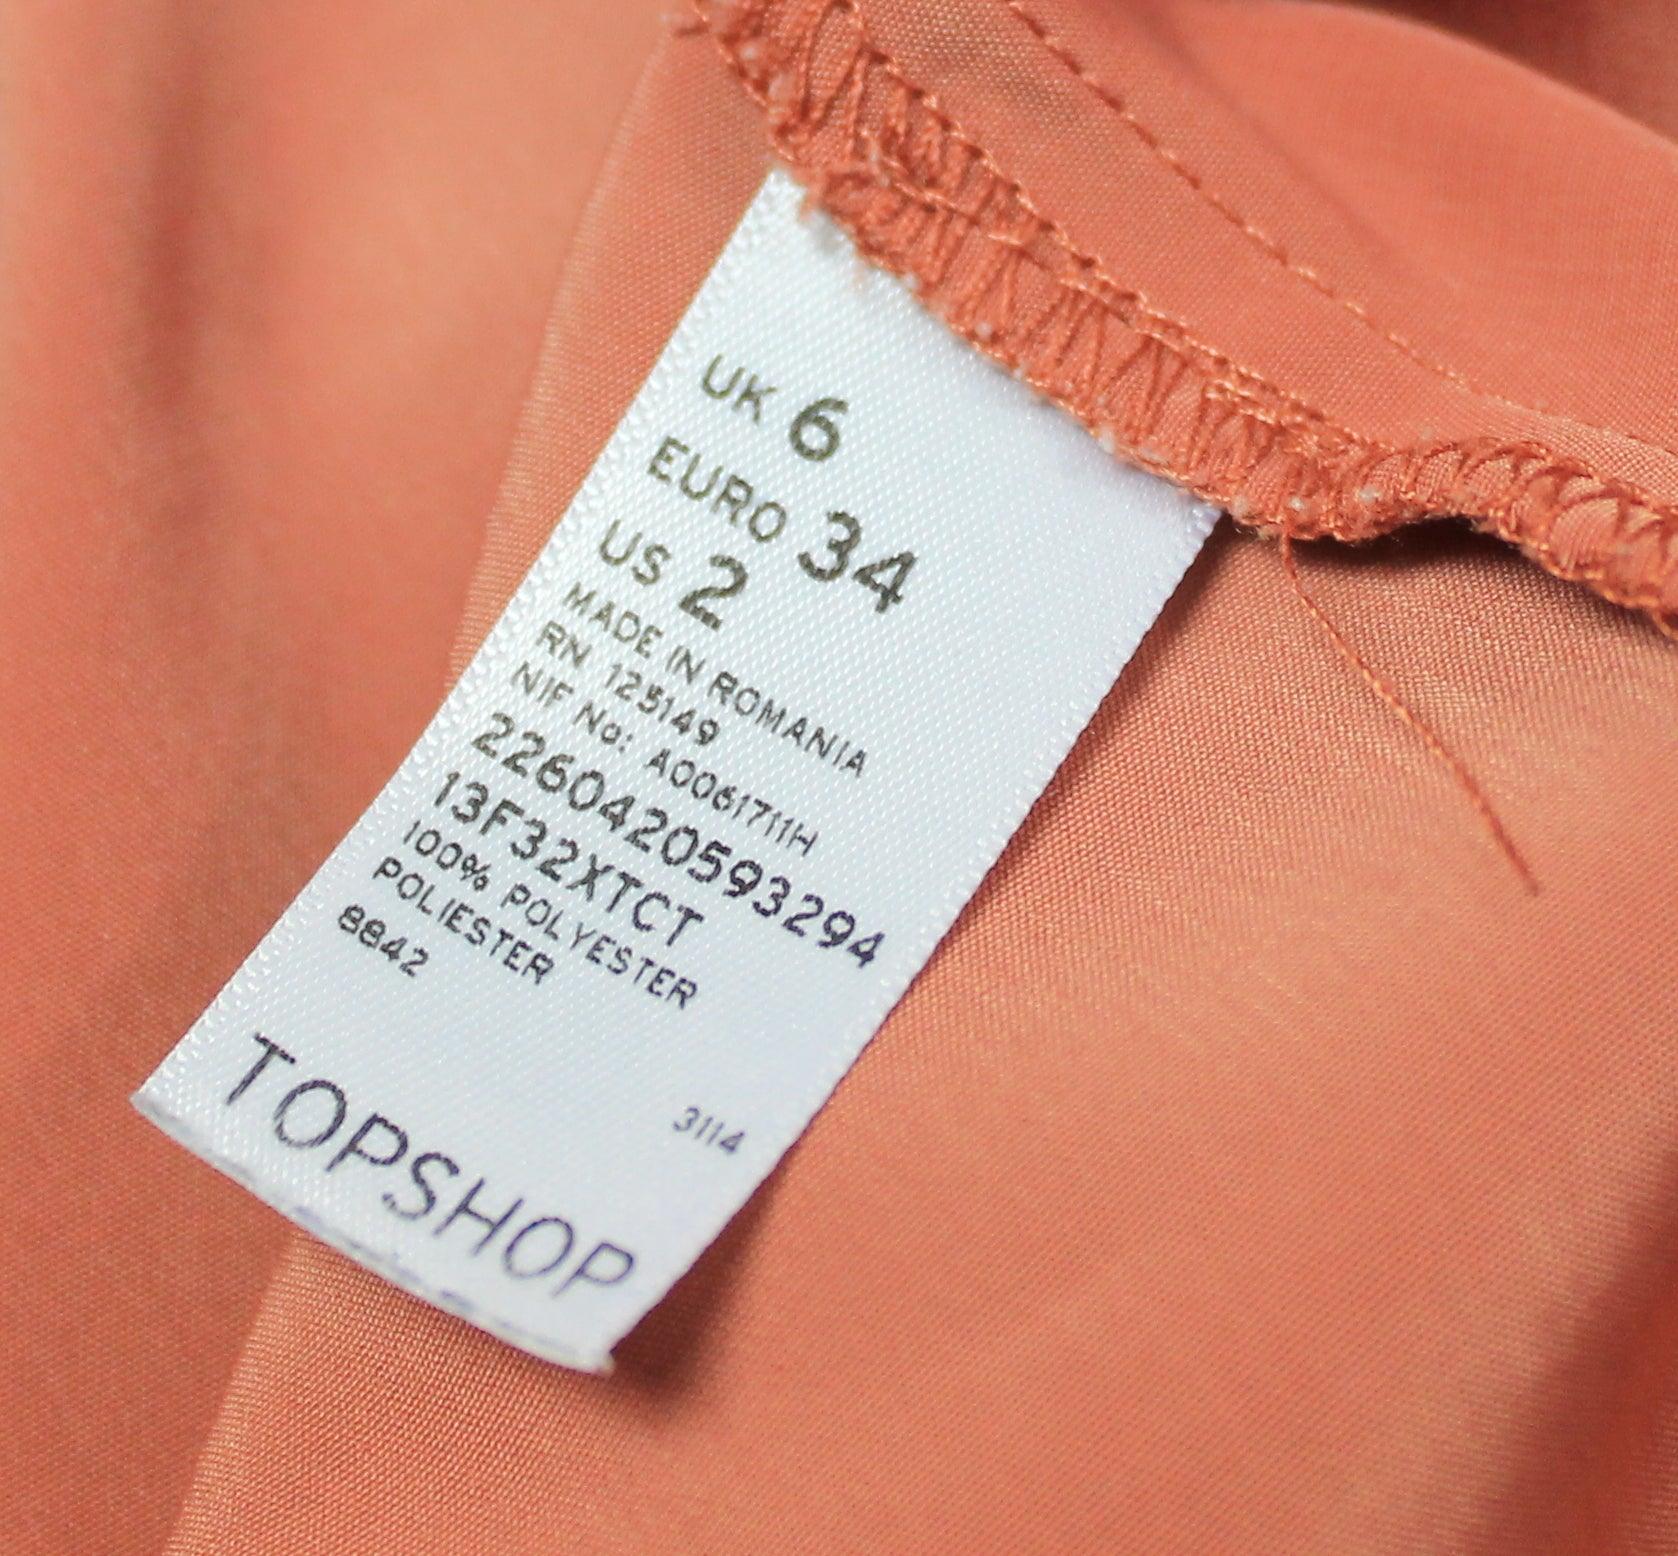 UK 6
EURO 34
US 2
MADE IN ROMANIA
RN 125149
NIF No: A0061711H
2260420593294
13F32XTCT
100% POLYESTER
POLIESTER
8842
3114
TOPSHOP